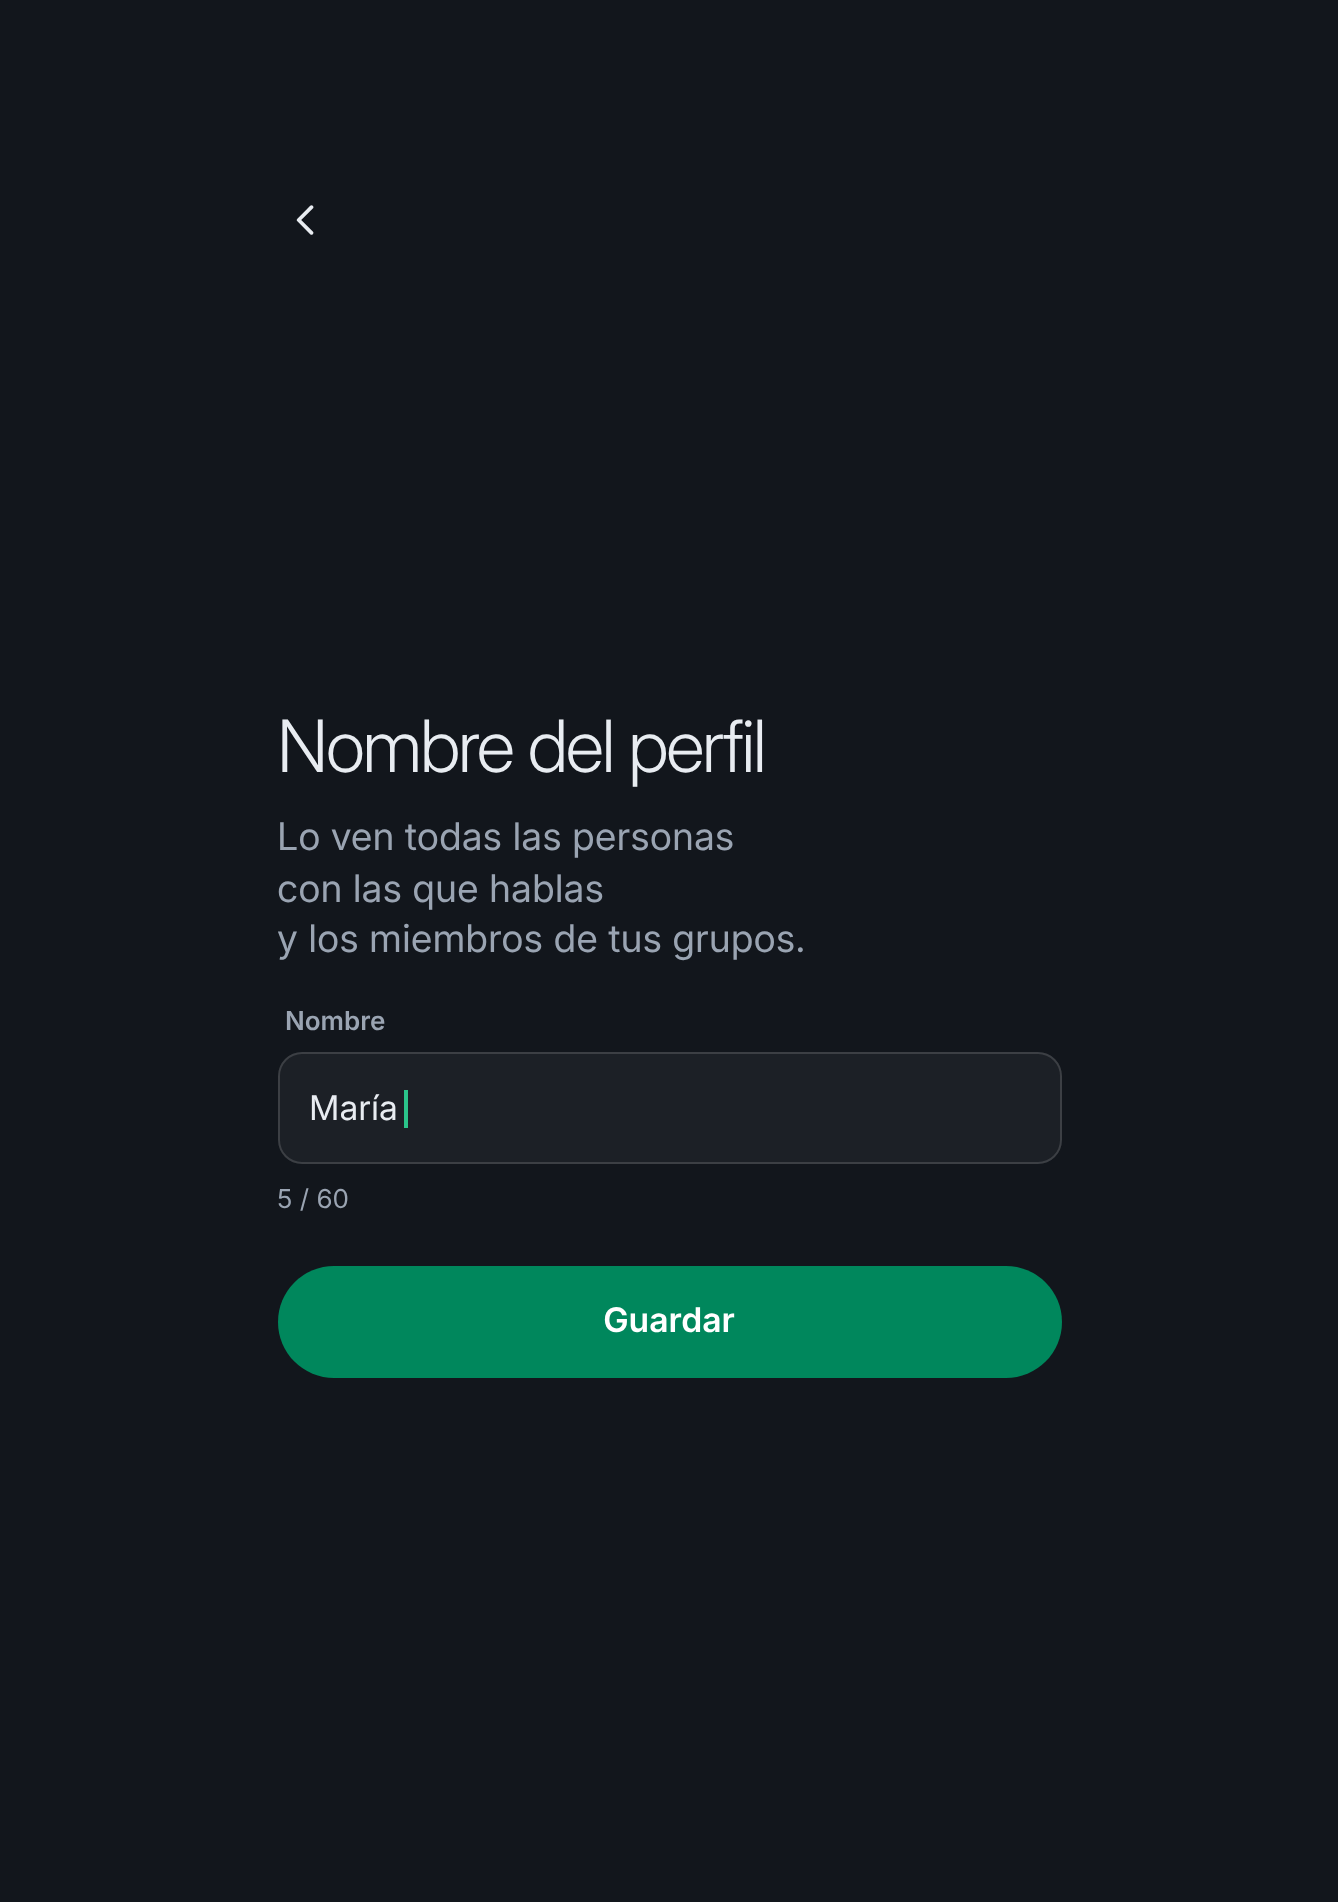 Nombre del perfil
Lo ven todas las personas
con las que hablas
y los miembros de tus grupos.
Nombre
María
5 / 60
Guardar